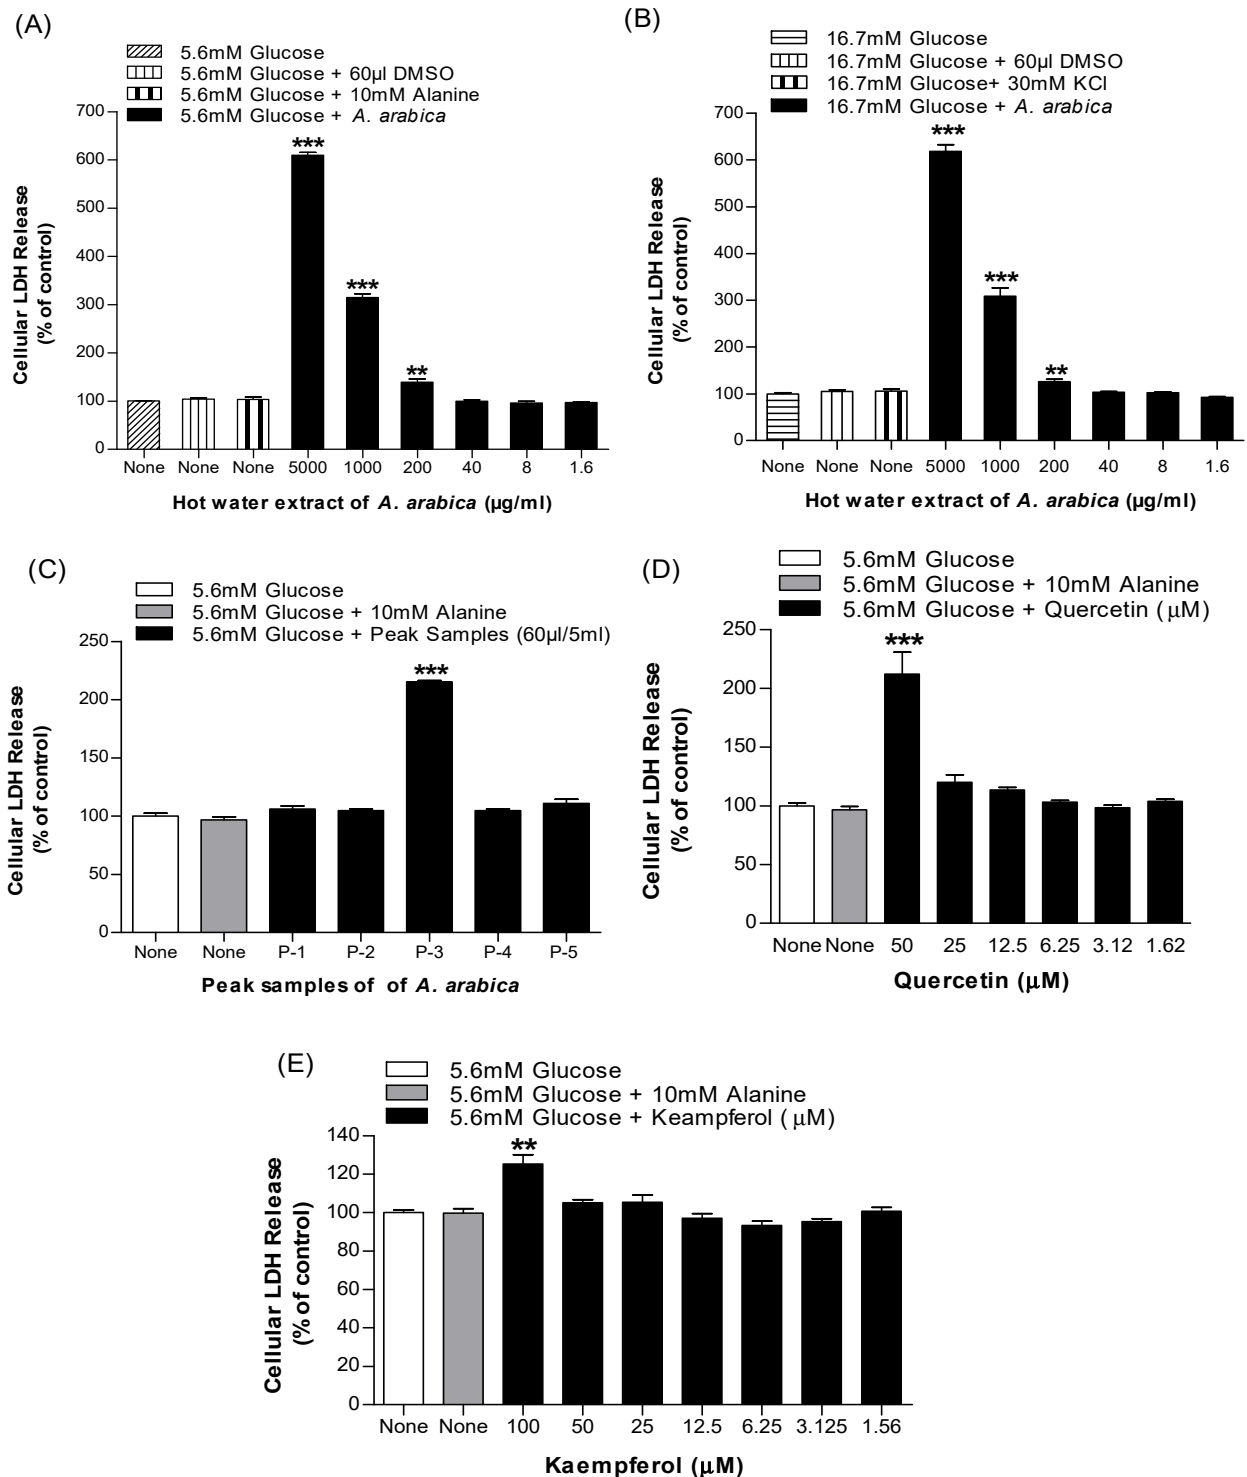 (A)
5.6mM Glucose
5.6mM Glucose + 60µl DMSO
5.6mM Glucose + 10mM Alanine
5.6mM Glucose + A. arabica
Cellular LDH Release
(% of control)
700
600
500
400
300
200
100
0
***
***
**
None None None 5000 1000 200 40 8 1.6
Hot water extract of A. arabica (µg/ml)
(B)
16.7mM Glucose
16.7mM Glucose + 60µl DMSO
16.7mM Glucose+ 30mM KCl
16.7mM Glucose + A. arabica
Cellular LDH Release
(% of control)
700
600
500
400
300
200
100
0
***
***
**
None None None 5000 1000 200 40 8 1.6
Hot water extract of A. arabica (µg/ml)
(C)
5.6mM Glucose
5.6mM Glucose + 10mM Alanine
5.6mM Glucose + Peak Samples (60µl/5ml)
Cellular LDH Release
(% of control)
250
200
150
100
50
0
***
None None P-1 P-2 P-3 P-4 P-5
Peak samples of of A. arabica
(D)
5.6mM Glucose
5.6mM Glucose + 10mM Alanine
5.6mM Glucose + Quercetin (µM)
Cellular LDH Release
(% of control)
250
200
150
100
50
0
***
None None 50 25 12.5 6.25 3.12 1.62
Quercetin (µM)
(E)
5.6mM Glucose
5.6mM Glucose + 10mM Alanine
5.6mM Glucose + Keampferol ( µM)
Cellular LDH Release
(% of control)
140
120
100
80
60
40
20
0
**
None None 100 50 25 12.5 6.25 3.125 1.56
Kaempferol (µM)